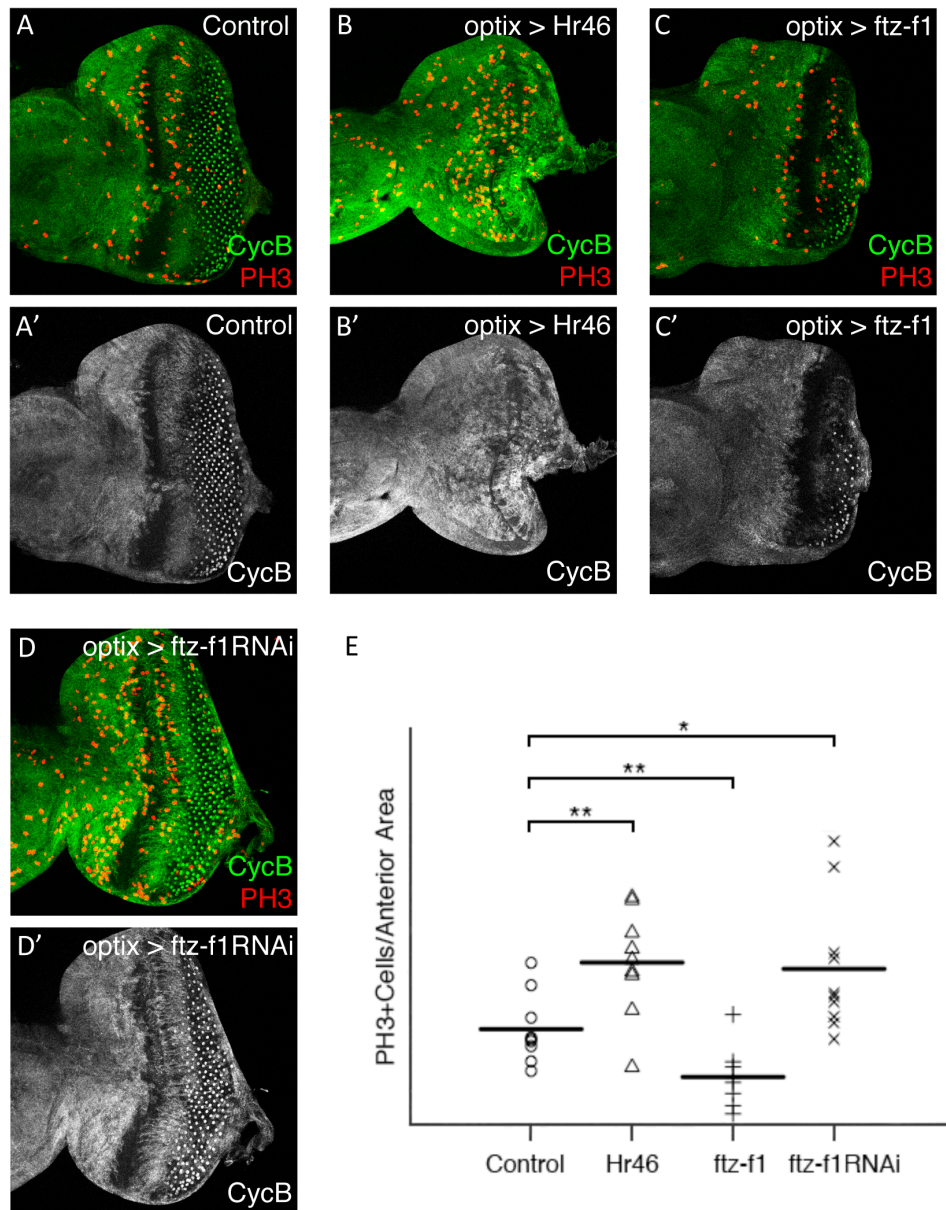 A Control
CycB
PH3
B optix > Hr46
CycB
PH3
C optix > ftz-f1
CycB
PH3
A' Control
CycB
B' optix > Hr46
CycB
C' optix > ftz-f1
CycB
D optix > ftz-f1RNAi
CycB
PH3
D' optix > ftz-f1RNAi
CycB
E
*
**
**
PH3+Cells/Anterior Area
Control Hr46 ftz-f1 ftz-f1RNAi